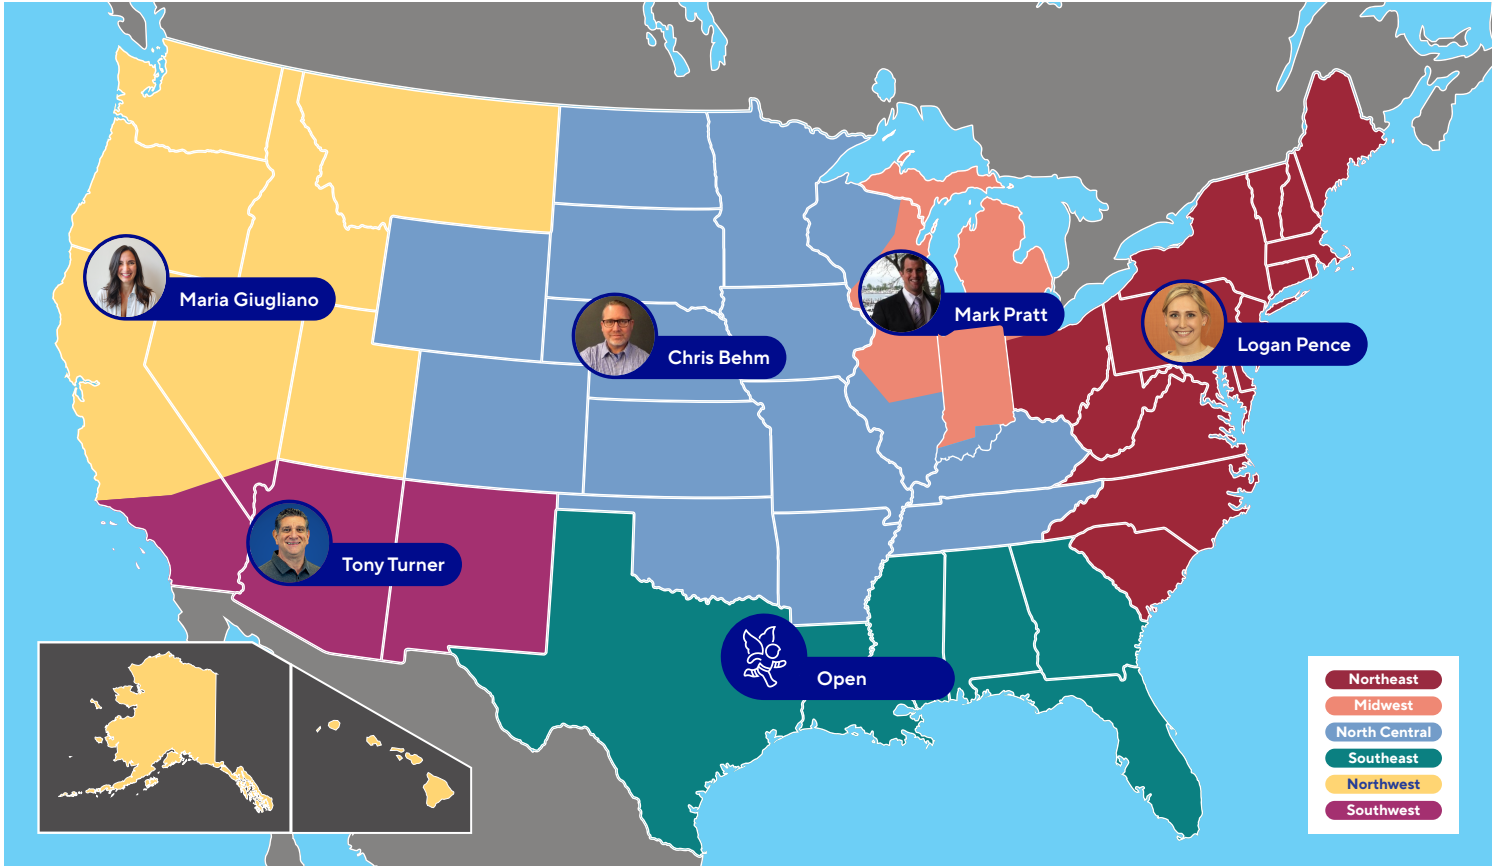 Maria Giugliano
Chris Behm
Mark Pratt
Logan Pence
Tony Turner
Open
Northeast
Midwest
North Central
Southeast
Northwest
Southwest